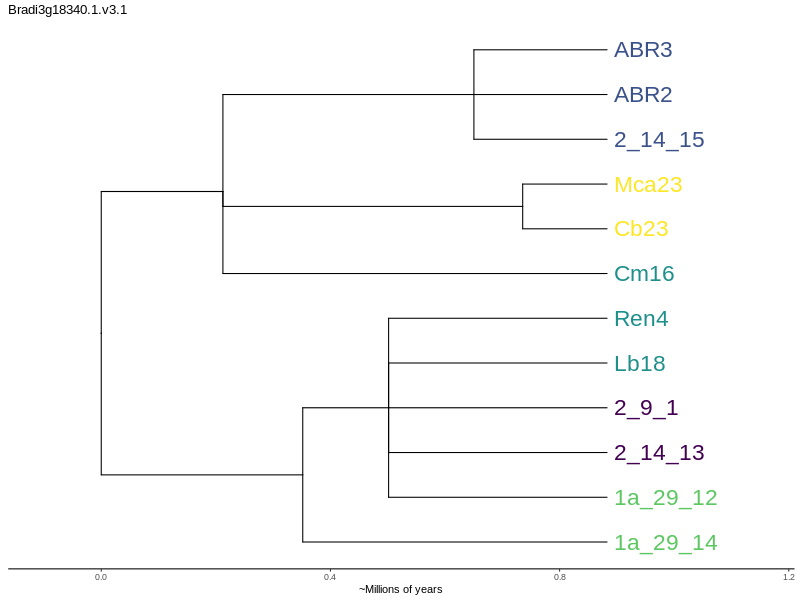 Bradi3g18340.1.v3.1
ABR3
ABR2
2_14_15
Mca23
Cb23
Cm16
Ren4
Lb18
2_9_1
2_14_13
1a_29_12
1a_29_14
0.0 0.4 0.8 1.2
~Millions of years